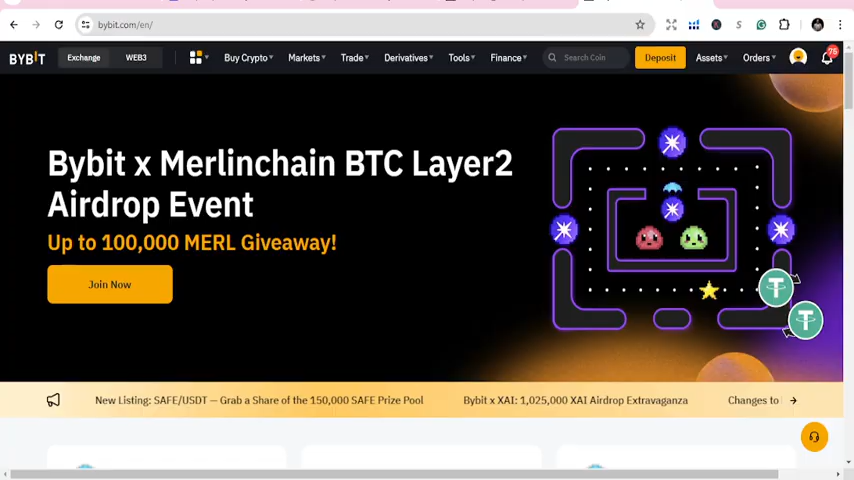 bybit.com/en/
BYBIT
Exchange
WEB3
Buy Crypto
Markets
Trade
Derivatives
Tools
Finance
Search Coin
Deposit
Assets
Orders
75
Bybit x Merlinchain BTC Layer2
Airdrop Event
Up to 100,000 MERL Giveaway!
Join Now
New Listing: SAFE/USDT — Grab a Share of the 150,000 SAFE Prize Pool
Bybit x XAI: 1,025,000 XAI Airdrop Extravaganza
Changes to